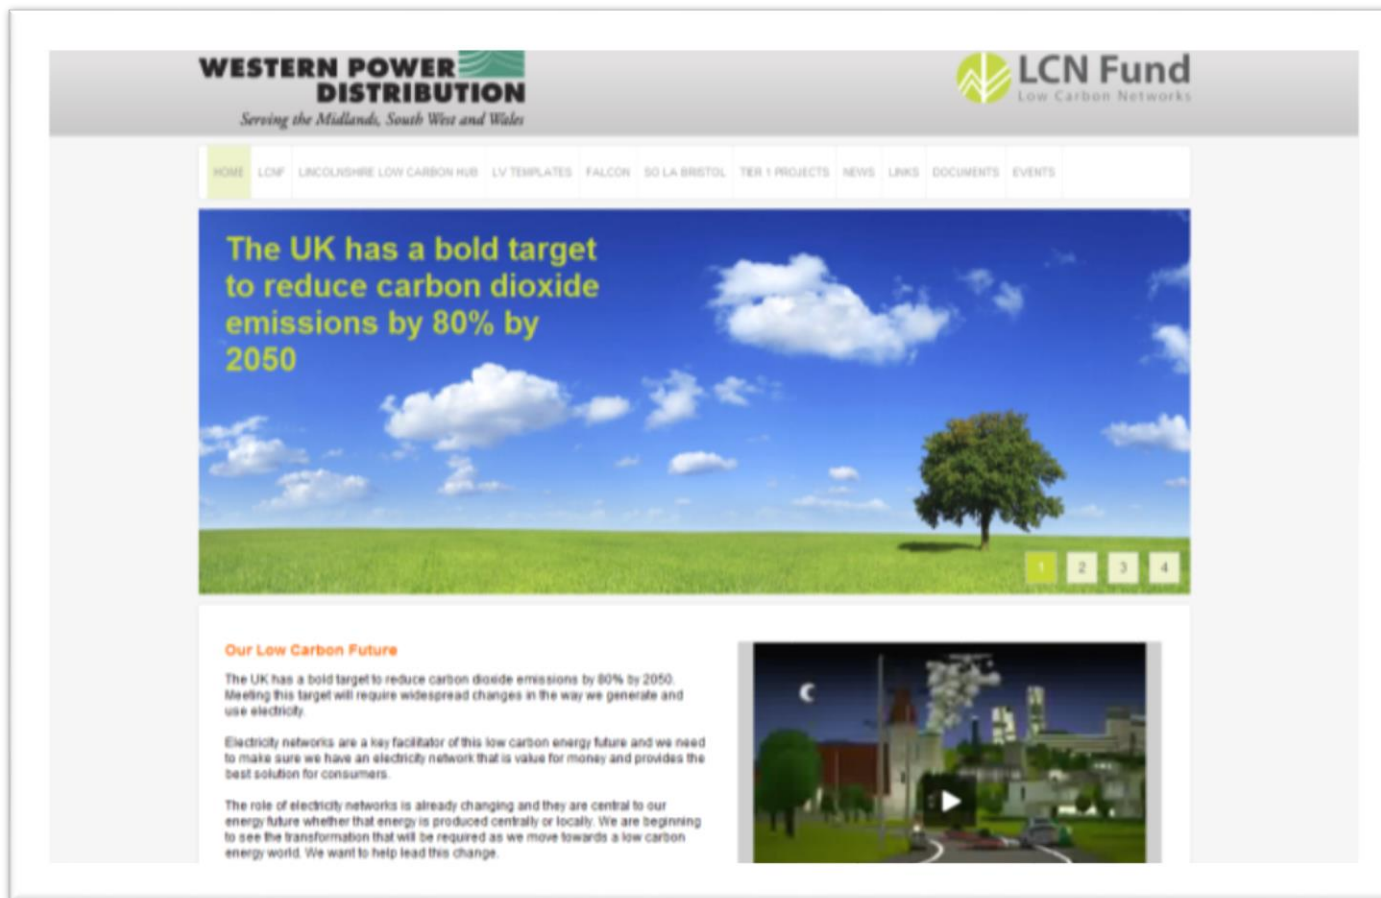 WESTERN POWER
DISTRIBUTION
Serving the Midlands, South West and Wales
LCN Fund
Low Carbon Networks
HOME LCNF LINCOLNSHIRE LOW CARBON HUB LV TEMPLATES FALCON SO LA BRISTOL TIER 1 PROJECTS NEWS LINKS DOCUMENTS EVENTS
The UK has a bold target
to reduce carbon dioxide
emissions by 80% by
2050
1 2 3 4
Our Low Carbon Future
The UK has a bold target to reduce carbon dioxide emissions by 80% by 2050.
Meeting this target will require widespread changes in the way we generate and
use electricity.
Electricity networks are a key facilitator of this low carbon energy future and we need
to make sure we have an electricity network that is value for money and provides the
best solution for consumers.
The role of electricity networks is already changing and they are central to our
energy future whether that energy is produced centrally or locally. We are beginning
to see the transformation that will be required as we move towards a low carbon
energy world. We want to help lead this change.